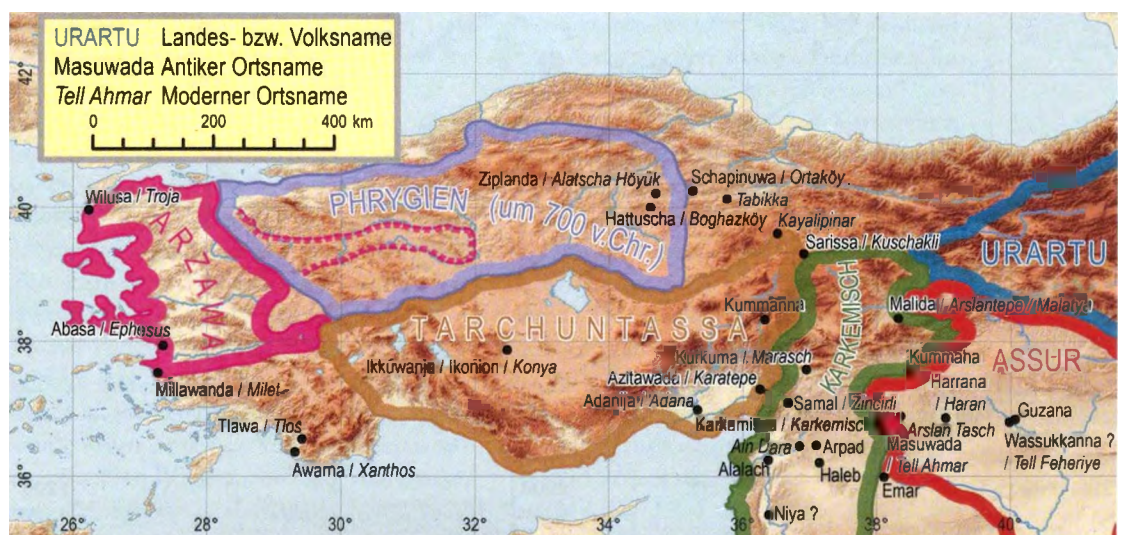 URARTU Landes- bzw. Volksname
Masuwada Antiker Ortsname
Tell Ahmar Moderner Ortsname
0 200 400 km
42°
40°
38°
36°
Wilusa / Troja
ARZAWA
Abasa / Ephesus
Millawanda / Milet
Tlawa / Tlos
Awarna / Xanthos
PHRYGIEN (um 700 v.Chr.)
Ziplanda / Alatscha Höyük
Hattuscha / Boghazköy
Schapinuwa / Ortaköy
Tabikka
Kayalipinar
Sarissa / Kuschakli
URARTU
TARCHUNTASSA
Ikkuwanja / Ikonion / Konya
Kummanna
KARKEMISCH
Malida / Arslantepe / Malatya
ASSUR
Kurkuma / Marasch
Kummaha
Azitawada / Karatepe
Adanija / Adana
Samal / Zincirli
Harrana
/ Haran
Guzana
Karkamissa / Karkemisch
Arslan Tasch
Ain Dara
Arpad
Masuwada
/ Tell Ahmar
Wassukkanna ?
/ Tell Feheriye
Alalach
Haleb
Emar
Niya ?
26° 28° 30° 32° 34° 36° 38° 40°